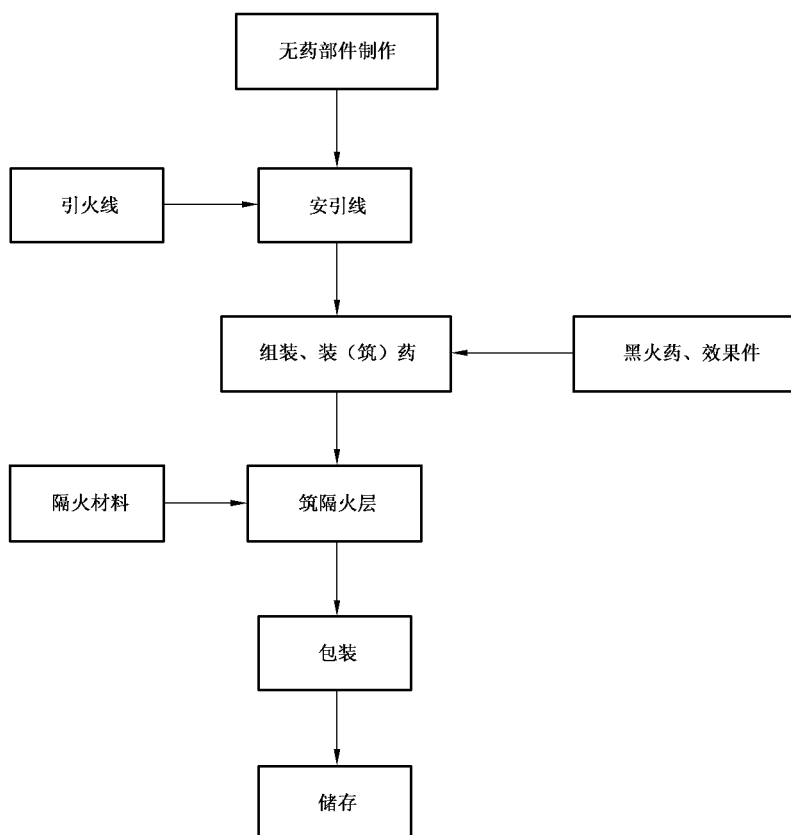 无药部件制作
引火线
安引线
组装、装（筑）药
黑火药、效果件
隔火材料
筑隔火层
包装
储存